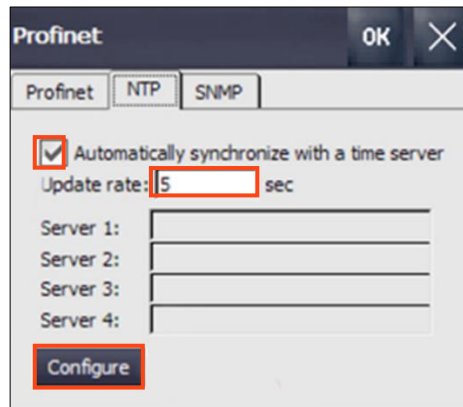 Profinet OK
Profinet NTP SNMP
Automatically synchronize with a time server
Update rate: 5 sec
Server 1:
Server 2:
Server 3:
Server 4:
Configure